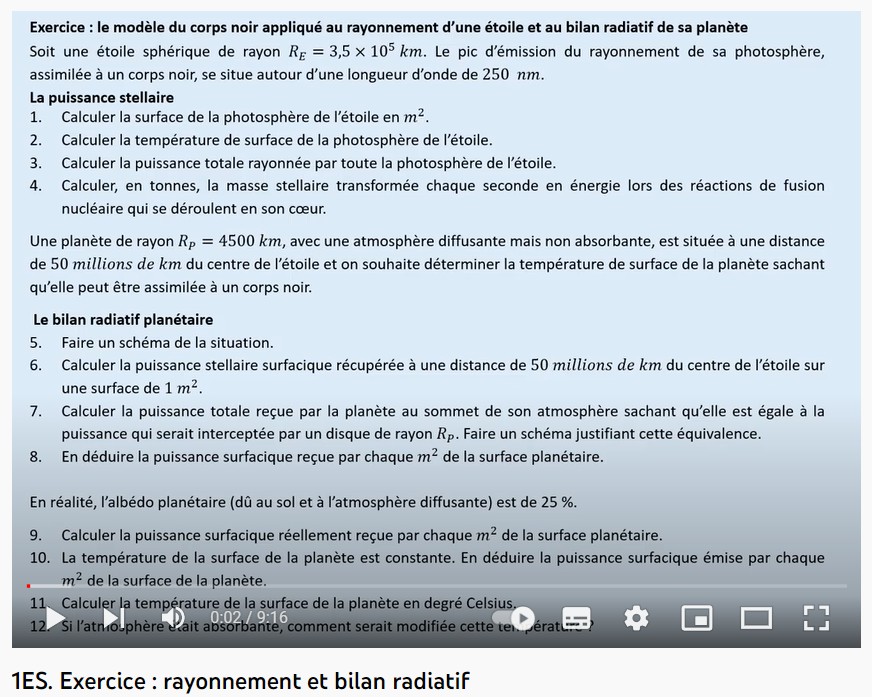 Exercice : le modèle du corps noir appliqué au rayonnement d'une étoile et au bilan radiatif de sa planète
Soit une étoile sphérique de rayon R_E = 3,5 × 10⁵ km. Le pic d'émission du rayonnement de sa photosphère,
assimilée à un corps noir, se situe autour d'une longueur d'onde de 250 nm.
La puissance stellaire
1. Calculer la surface de la photosphère de l'étoile en m².
2. Calculer la température de surface de la photosphère de l'étoile.
3. Calculer la puissance totale rayonnée par toute la photosphère de l'étoile.
4. Calculer, en tonnes, la masse stellaire transformée chaque seconde en énergie lors des réactions de fusion
nucléaire qui se déroulent en son cœur.
Une planète de rayon R_P = 4500 km, avec une atmosphère diffusante mais non absorbante, est située à une distance
de 50 millions de km du centre de l'étoile et on souhaite déterminer la température de surface de la planète sachant
qu'elle peut être assimilée à un corps noir.
Le bilan radiatif planétaire
5. Faire un schéma de la situation.
6. Calculer la puissance stellaire surfacique récupérée à une distance de 50 millions de km du centre de l'étoile sur
une surface de 1 m².
7. Calculer la puissance totale reçue par la planète au sommet de son atmosphère sachant qu'elle est égale à la
puissance qui serait interceptée par un disque de rayon R_P. Faire un schéma justifiant cette équivalence.
8. En déduire la puissance surfacique reçue par chaque m² de la surface planétaire.
En réalité, l'albédo planétaire (dû au sol et à l'atmosphère diffusante) est de 25 %.
9. Calculer la puissance surfacique réellement reçue par chaque m² de la surface planétaire.
10. La température de la surface de la planète est constante. En déduire la puissance surfacique émise par chaque
m² de la surface de la planète.
11. Calculer la température de la surface de la planète en degré Celsius.
0:02 / 9:16
12. Si l'atmosphère était absorbante, comment serait modifiée cette température ?
1ES. Exercice : rayonnement et bilan radiatif